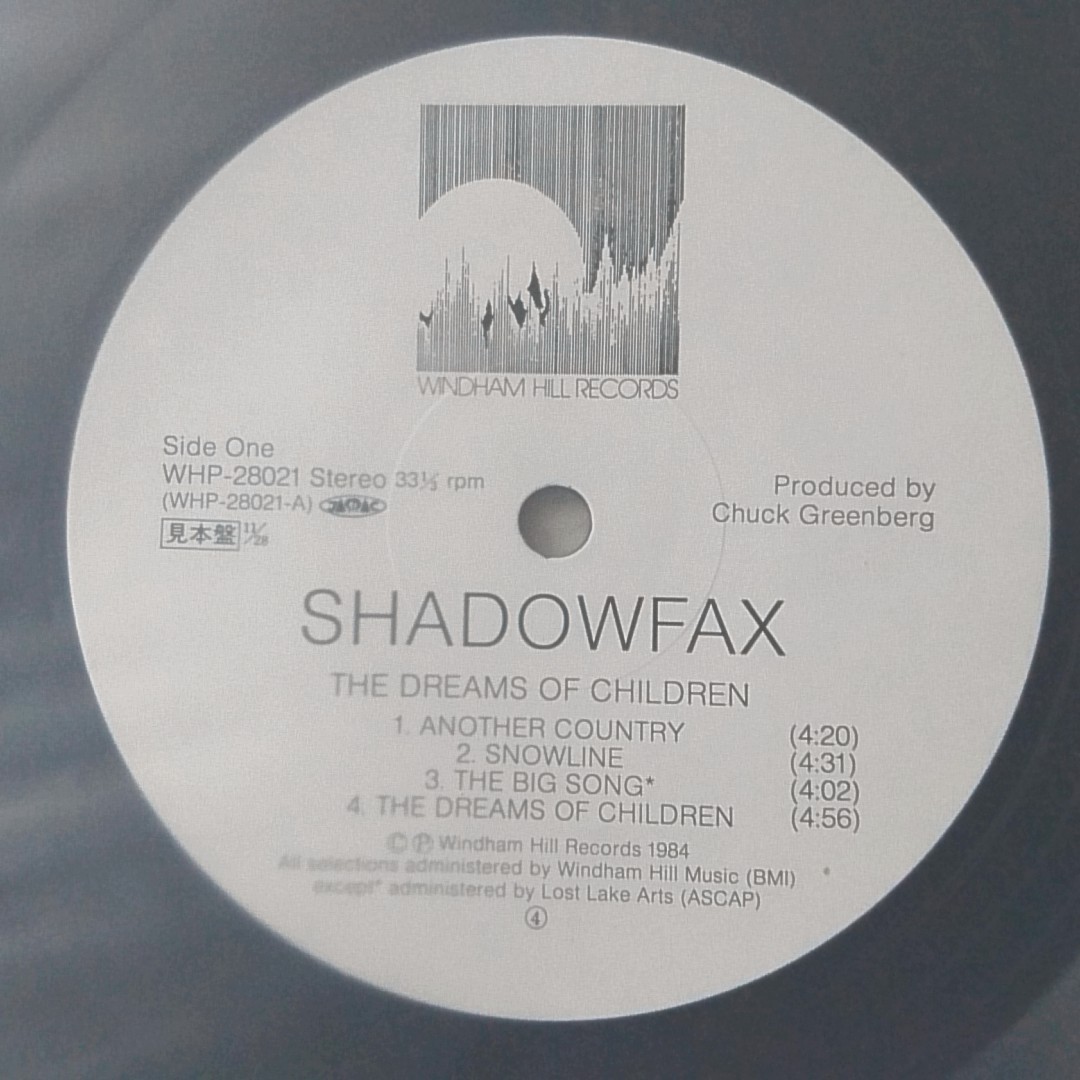 WINDHAM HILL RECORDS
Side One
WHP-28021 Stereo 33⅓ rpm
(WHP-28021-A)
見本盤 11/28
Produced by
Chuck Greenberg
SHADOWFAX
THE DREAMS OF CHILDREN
1. ANOTHER COUNTRY (4:20)
2. SNOWLINE (4:31)
3. THE BIG SONG* (4:02)
4. THE DREAMS OF CHILDREN (4:56)
©℗ Windham Hill Records 1984
All selections administered by Windham Hill Music (BMI)
except* administered by Lost Lake Arts (ASCAP)
④